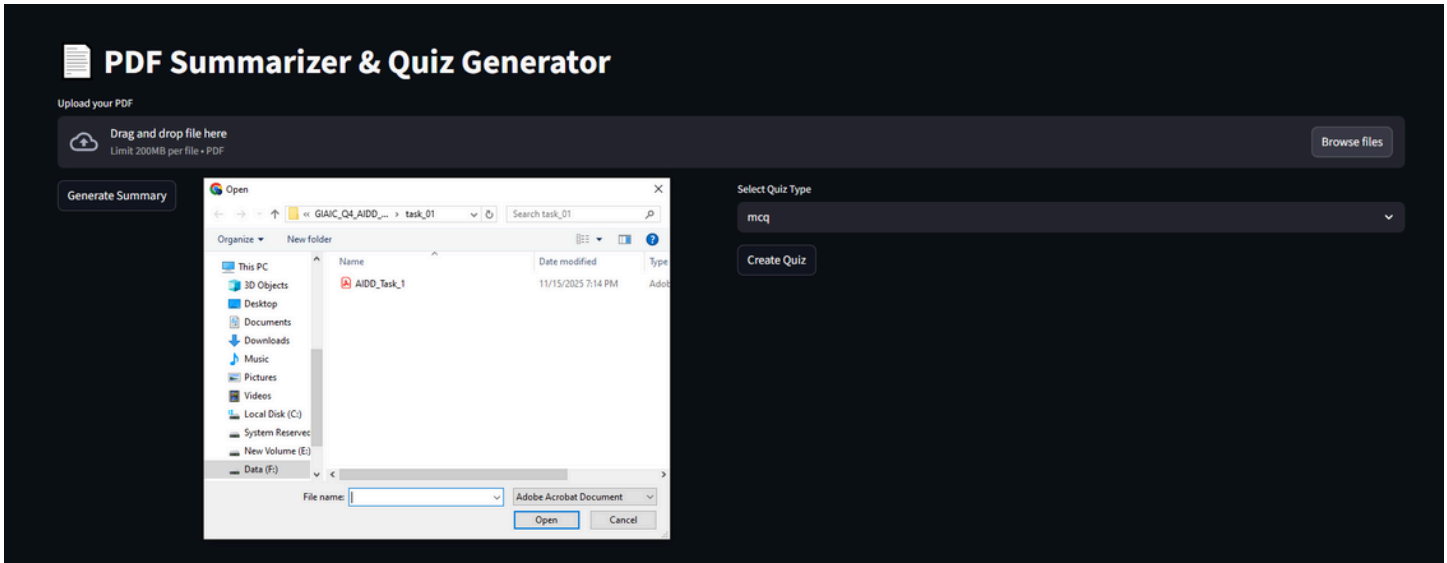 PDF Summarizer & Quiz Generator
Upload your PDF
Drag and drop file here
Limit 200MB per file • PDF
Browse files
Generate Summary
Open
« GIAIC_Q4_AIDD_... › task_01
Search task_01
Organize
New folder
This PC
3D Objects
Desktop
Documents
Downloads
Music
Pictures
Videos
Local Disk (C:)
System Reserved
New Volume (E:)
Data (F:)
Name
Date modified
Type
AIDD_Task_1
11/15/2025 7:14 PM
Adob
File name:
Adobe Acrobat Document
Open
Cancel
Select Quiz Type
mcq
Create Quiz